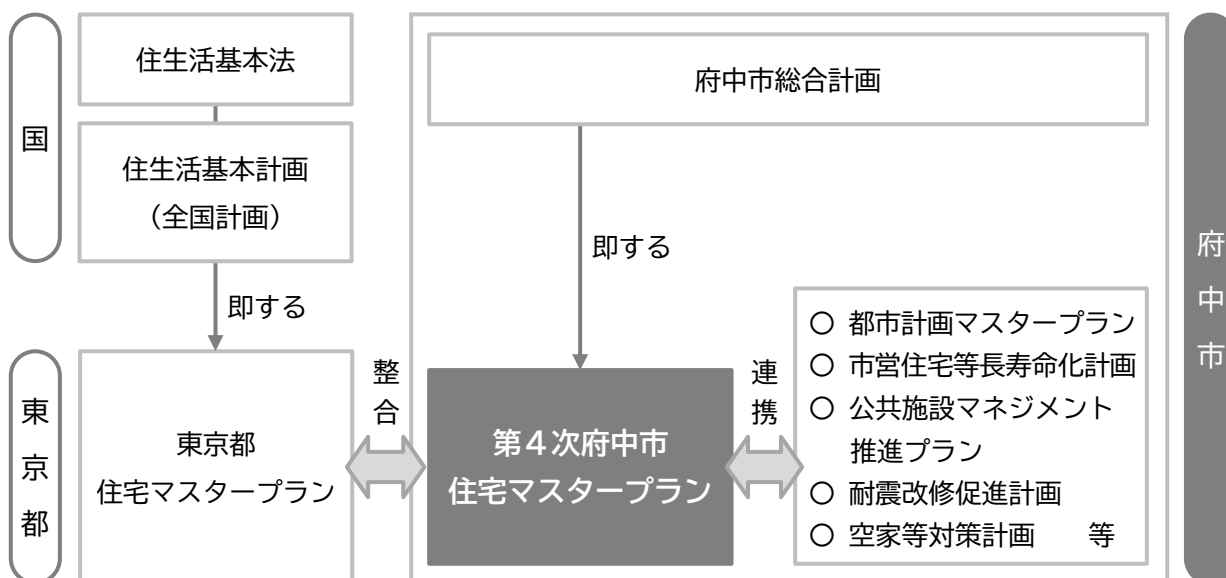 国
住生活基本法
住生活基本計画
（全国計画）
即する
東京都
東京都
住宅マスタープラン
整合
府中市総合計画
即する
第４次府中市
住宅マスタープラン
連携
〇 都市計画マスタープラン
〇 市営住宅等長寿命化計画
〇 公共施設マネジメント
推進プラン
〇 耐震改修促進計画
〇 空家等対策計画　等
府中市